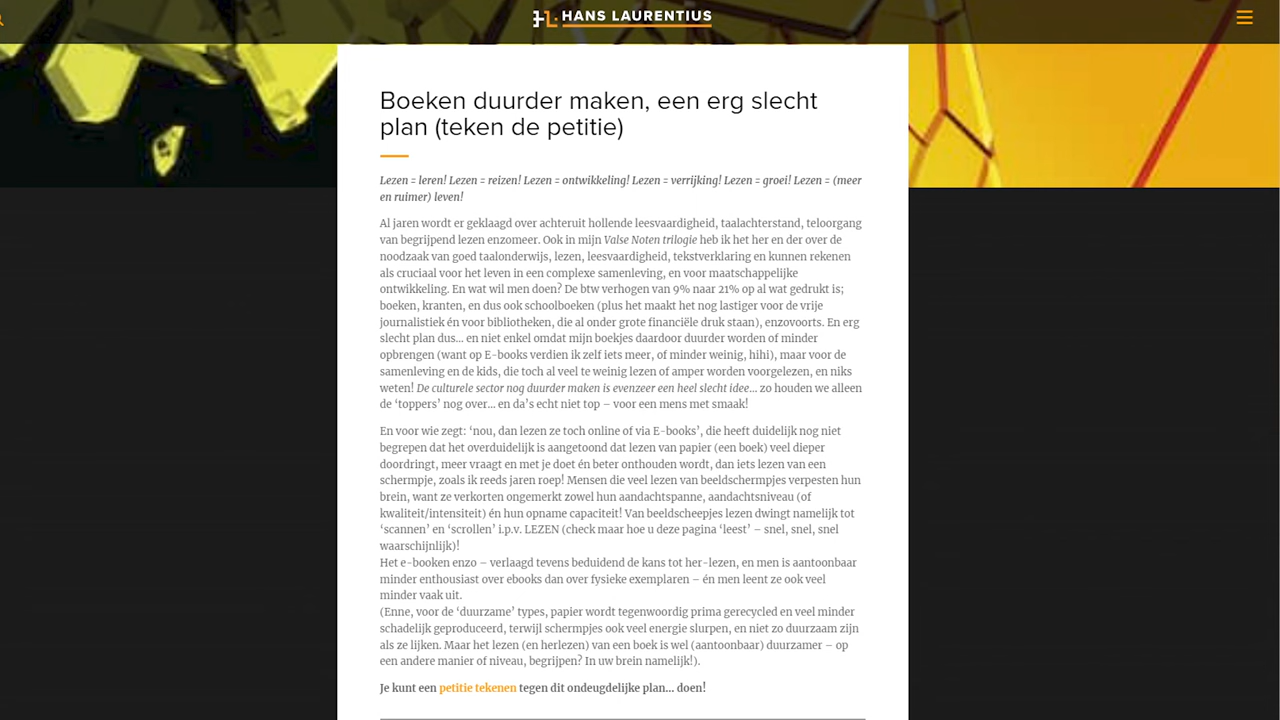 HANS LAURENTIUS
Boeken duurder maken, een erg slecht
plan (teken de petitie)
Lezen = leren! Lezen = reizen! Lezen = ontwikkeling! Lezen = verrijking! Lezen = groei! Lezen = (meer
en ruimer) leven!
Al jaren wordt er geklaagd over achteruit hollende leesvaardigheid, taalachterstand, teloorgang
van begrijpend lezen enzomeer. Ook in mijn Valse Noten trilogie heb ik het her en der over de
noodzaak van goed taalonderwijs, lezen, leesvaardigheid, tekstverklaring en kunnen rekenen
als cruciaal voor het leven in een complexe samenleving, en voor maatschappelijke
ontwikkeling. En wat wil men doen? De btw verhogen van 9% naar 21% op al wat gedrukt is;
boeken, kranten, en dus ook schoolboeken (plus het maakt het nog lastiger voor de vrije
journalistiek én voor bibliotheken, die al onder grote financiële druk staan), enzovoorts. En erg
slecht plan dus... en niet enkel omdat mijn boekjes daardoor duurder worden of minder
opbrengen (want op E-books verdien ik zelf iets meer, of minder weinig, hihi), maar voor de
samenleving en de kids, die toch al veel te weinig lezen of amper worden voorgelezen, en niks
weten! De culturele sector nog duurder maken is evenzeer een heel slecht idee... zo houden we alleen
de ‘toppers’ nog over... en da’s echt niet top – voor een mens met smaak!
En voor wie zegt: ‘nou, dan lezen ze toch online of via E-books’, die heeft duidelijk nog niet
begrepen dat het overduidelijk is aangetoond dat lezen van papier (een boek) veel dieper
doordringt, meer vraagt en met je doet én beter onthouden wordt, dan iets lezen van een
schermpje, zoals ik reeds jaren roep! Mensen die veel lezen van beeldschermpjes verpesten hun
brein, want ze verkorten ongemerkt zowel hun aandachtspanne, aandachtsniveau (of
kwaliteit/intensiteit) én hun opname capaciteit! Van beeldscheepjes lezen dwingt namelijk tot
‘scannen’ en ‘scrollen’ i.p.v. LEZEN (check maar hoe u deze pagina ‘leest’ – snel, snel, snel
waarschijnlijk)!
Het e-booken enzo – verlaagd tevens beduidend de kans tot her-lezen, en men is aantoonbaar
minder enthousiast over ebooks dan over fysieke exemplaren – én men leent ze ook veel
minder vaak uit.
(Enne, voor de ‘duurzame’ types, papier wordt tegenwoordig prima gerecycled en veel minder
schadelijk geproduceerd, terwijl schermpjes ook veel energie slurpen, en niet zo duurzaam zijn
als ze lijken. Maar het lezen (en herlezen) van een boek is wel (aantoonbaar) duurzamer – op
een andere manier of niveau, begrijpen? In uw brein namelijk!).
Je kunt een petitie tekenen tegen dit ondeugdelijke plan... doen!